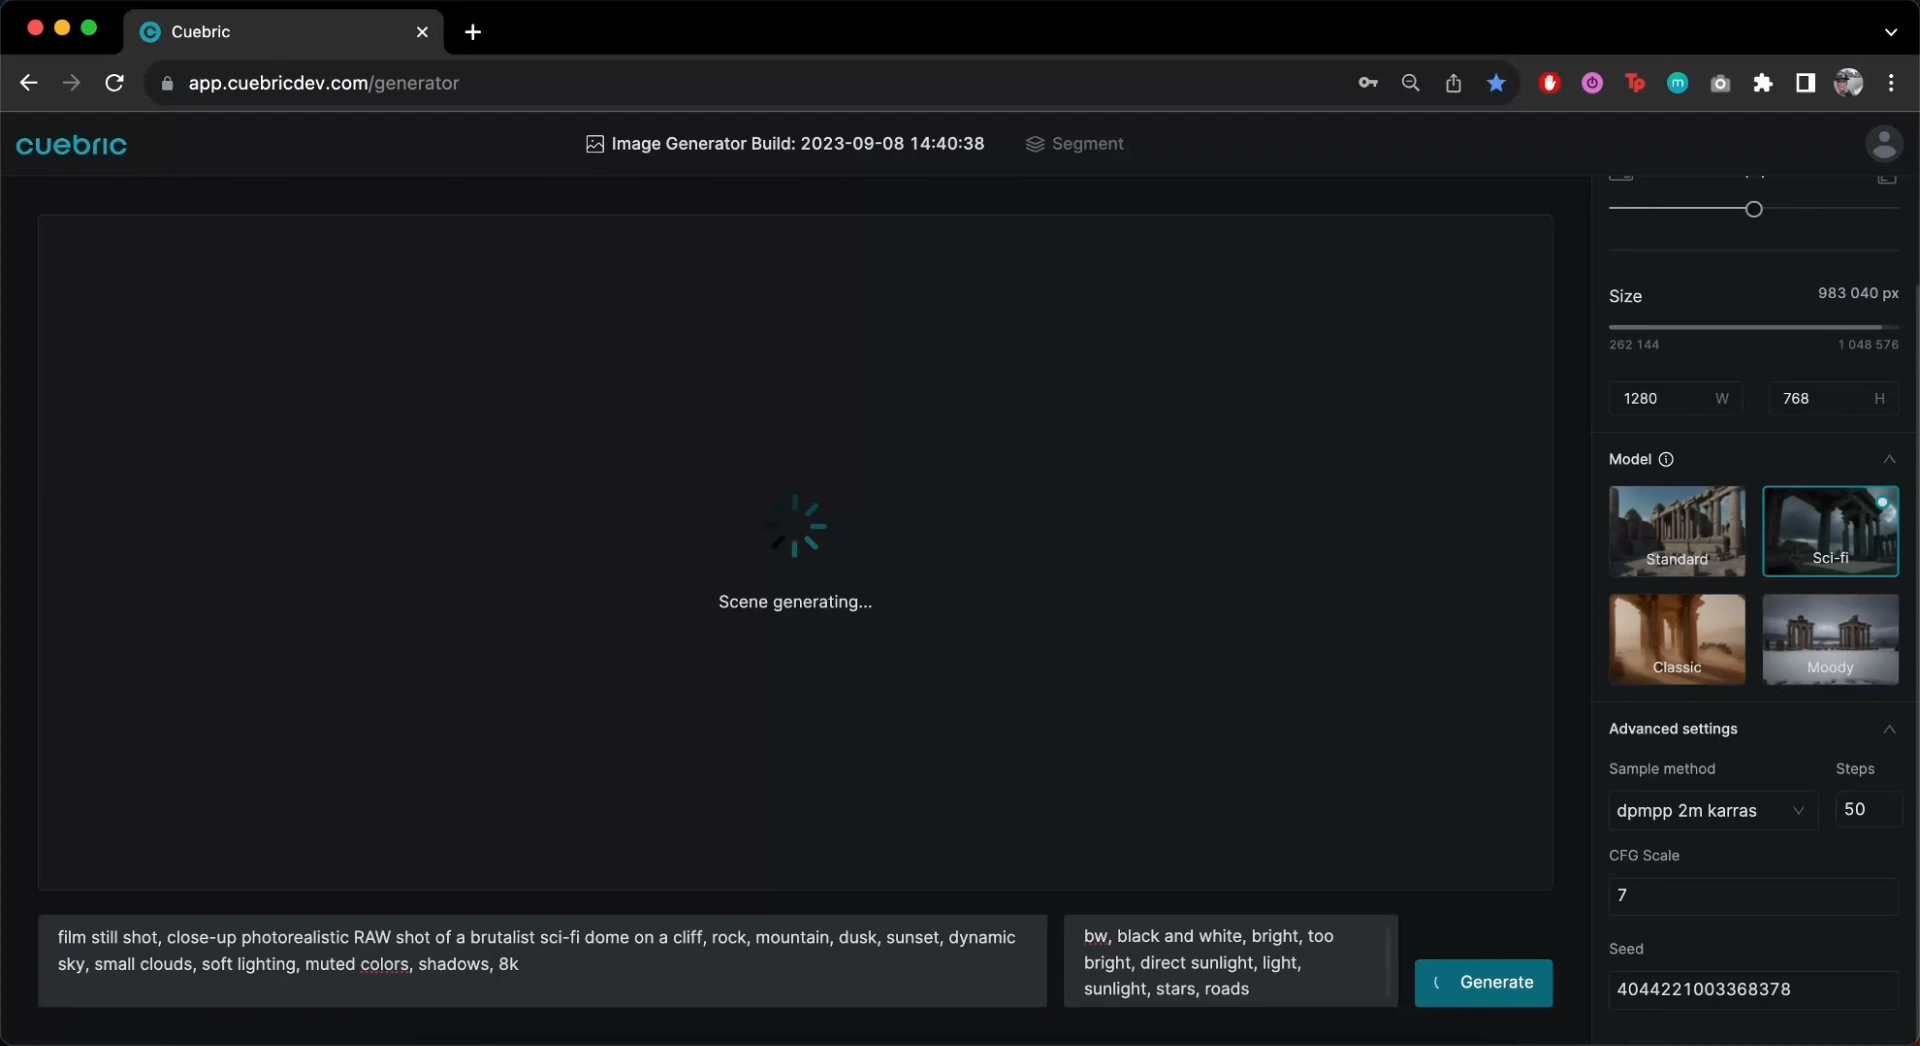 Cuebric
app.cuebricdev.com/generator
Tp
m
cuebric
Image Generator Build: 2023-09-08 14:40:38
Segment
Size
983 040 px
262 144
1 048 576
1280 W
768 H
Model
Standard
Sci-fi
Classic
Moody
Advanced settings
Sample method
Steps
dpmpp 2m karras
50
CFG Scale
7
Seed
4044221003368378
Scene generating...
film still shot, close-up photorealistic RAW shot of a brutalist sci-fi dome on a cliff, rock, mountain, dusk, sunset, dynamic
sky, small clouds, soft lighting, muted colors, shadows, 8k
bw, black and white, bright, too
bright, direct sunlight, light,
sunlight, stars, roads
Generate